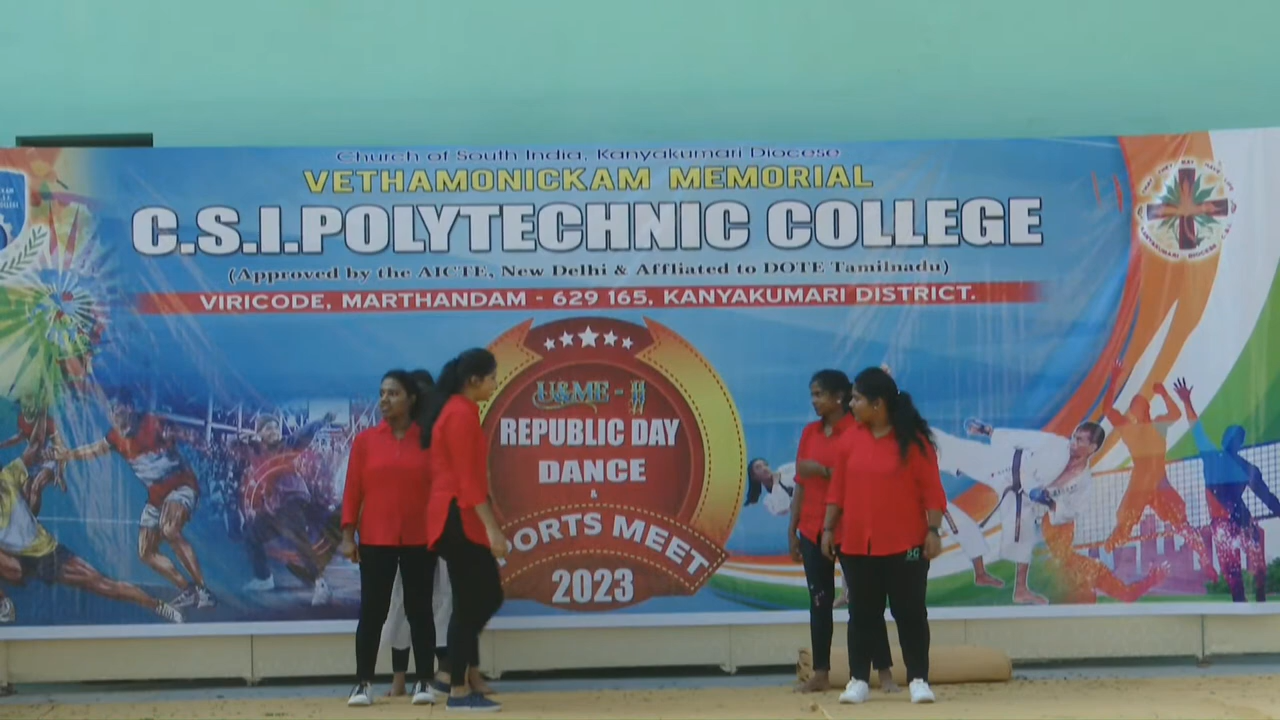 Church of South India, Kanyakumari Diocese
VETHAMONICKAM MEMORIAL
C.S.I.POLYTECHNIC COLLEGE
(Approved by the AICTE, New Delhi & Affliated to DOTE Tamilnadu)
VIRICODE, MARTHANDAM - 629 165, KANYAKUMARI DISTRICT.
U&ME - II
REPUBLIC DAY
DANCE
&
PORTS MEET
2023